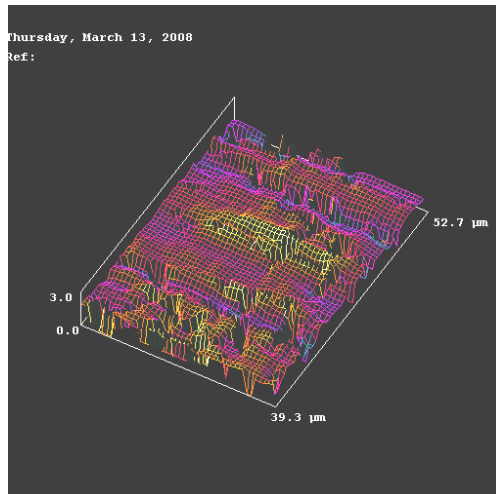 Thursday, March 13, 2008
Ref:
52.7 µm
3.0
0.0
39.3 µm